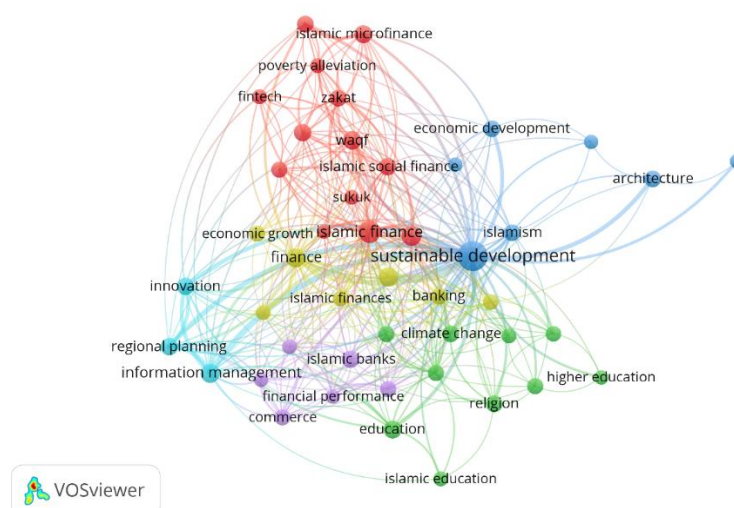 islamic microfinance
poverty alleviation
fintech
zakat
economic development
waqf
islamic social finance
architecture
sukuk
economic growth
islamic finance
islamism
finance
sustainable development
innovation
islamic finances
banking
regional planning
climate change
islamic banks
information management
higher education
financial performance
religion
commerce
education
islamic education
VOSviewer